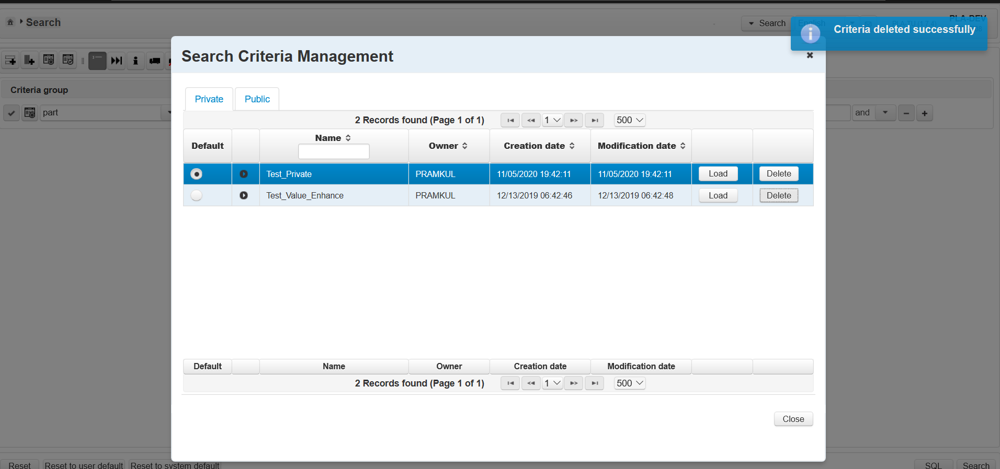 Search
Search
English
PLA-DEV
Criteria deleted successfully
Search Criteria Management
Criteria group
part
and
Private
Public
2 Records found (Page 1 of 1)
1
500
Default
Name
Owner
Creation date
Modification date
Test_Private
PRAMKUL
11/05/2020 19:42:11
11/05/2020 19:42:11
Load
Delete
Test_Value_Enhance
PRAMKUL
12/13/2019 06:42:46
12/13/2019 06:42:48
Load
Delete
Default
Name
Owner
Creation date
Modification date
2 Records found (Page 1 of 1)
1
500
Close
Reset
Reset to user default
Reset to system default
SQL
Search